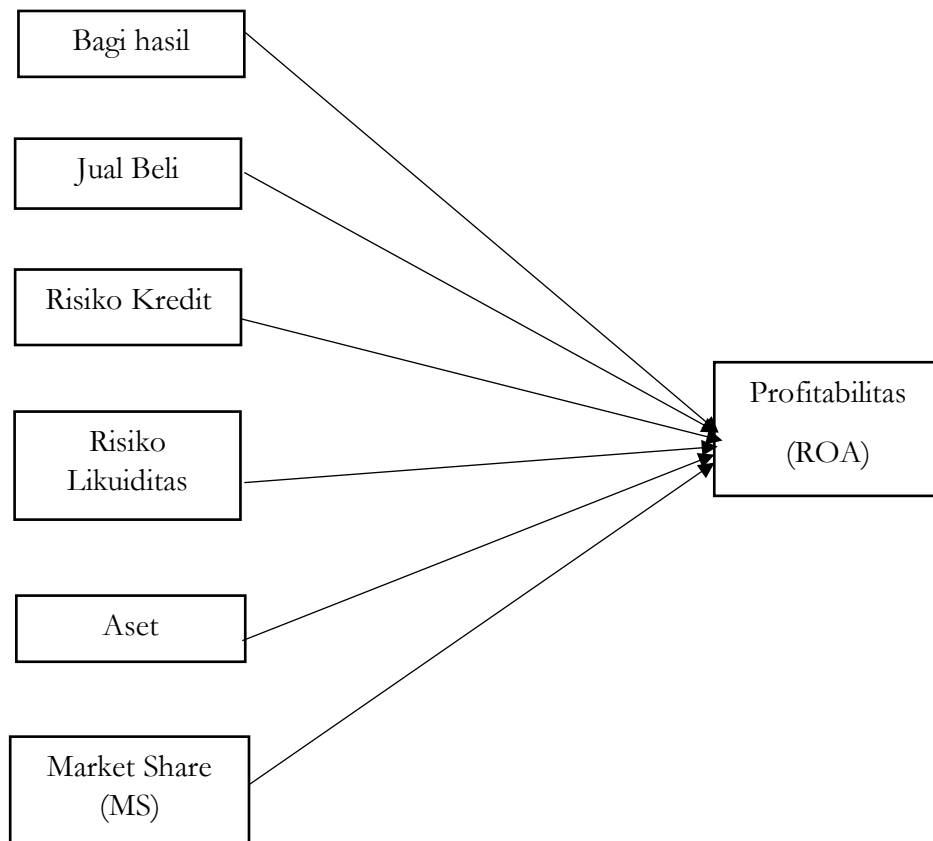 Bagi hasil
Jual Beli
Risiko Kredit
Risiko
Likuiditas
Aset
Market Share
(MS)
Profitabilitas
(ROA)